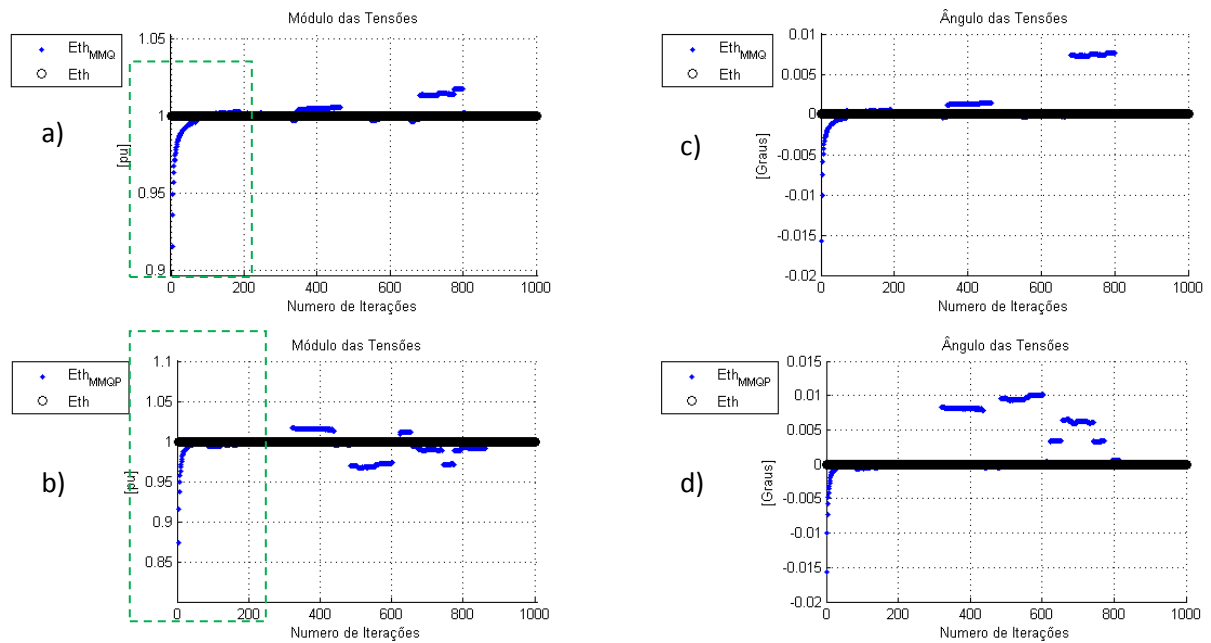 a)
Módulo das Tensões
Eth_MMQ
Eth
1.05
1
0.95
0.9
[pu]
0 200 400 600 800 1000
Numero de Iterações
c)
Ângulo das Tensões
Eth_MMQ
Eth
0.01
0.005
0
-0.005
-0.01
-0.015
-0.02
[Graus]
0 200 400 600 800 1000
Numero de Iterações
b)
Módulo das Tensões
Eth_MMQP
Eth
1.1
1.05
1
0.95
0.9
0.85
[pu]
0 200 400 600 800 1000
Numero de Iterações
d)
Ângulo das Tensões
Eth_MMQP
Eth
0.015
0.01
0.005
0
-0.005
-0.01
-0.015
-0.02
[Graus]
0 200 400 600 800 1000
Numero de Iterações